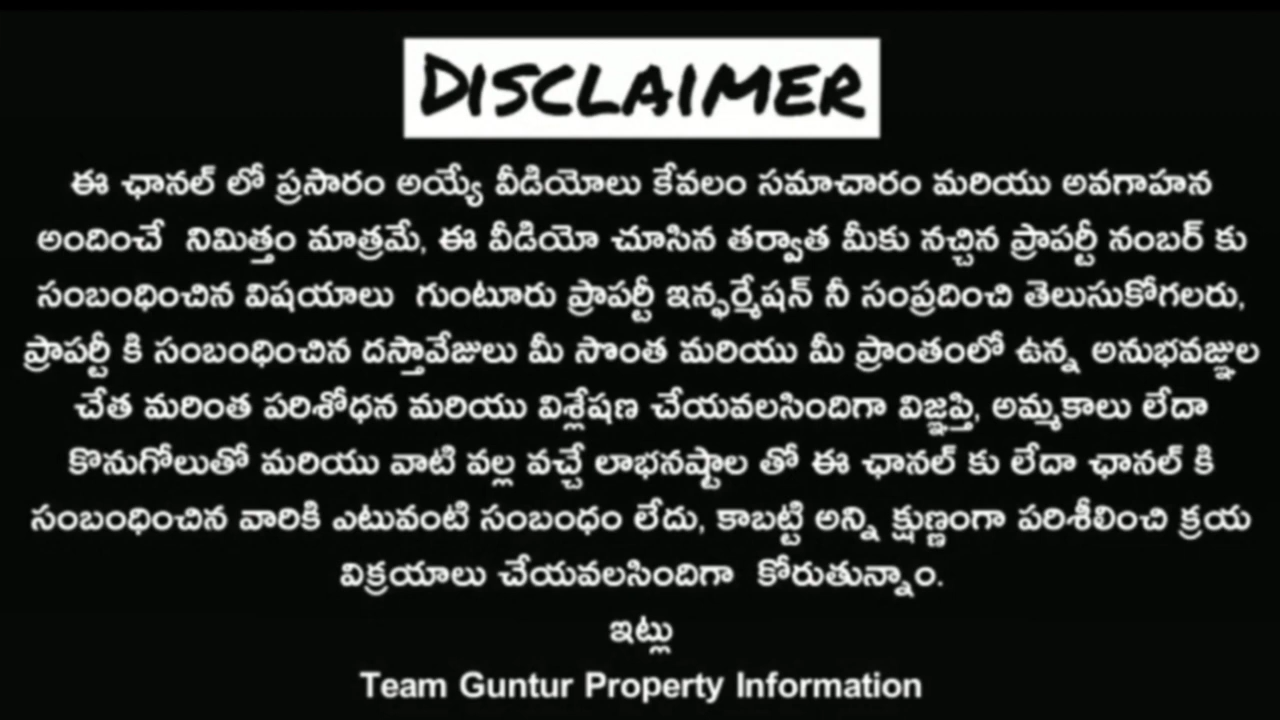 DISCLAIMER
ఈ ఛానల్ లో ప్రసారం అయ్యే వీడియోలు కేవలం సమాచారం మరియు అవగాహన
అందించే నిమిత్తం మాత్రమే, ఈ వీడియో చూసిన తర్వాత మీకు నచ్చిన ప్రాపర్టీ నంబర్ కు
సంబంధించిన విషయాలు గుంటూరు ప్రాపర్టీ ఇన్ఫర్మేషన్ నీ సంప్రదించి తెలుసుకోగలరు,
ప్రాపర్టీ కి సంబంధించిన దస్తావేజులు మీ సొంత మరియు మీ ప్రాంతంలో ఉన్న అనుభవజ్ఞుల
చేత మరింత పరిశోధన మరియు విశ్లేషణ చేయవలసిందిగా విజ్ఞప్తి, అమ్మకాలు లేదా
కొనుగోలుతో మరియు వాటి వల్ల వచ్చే లాభనష్టాల తో ఈ ఛానల్ కు లేదా ఛానల్ కి
సంబంధించిన వారికి ఎటువంటి సంబంధం లేదు, కాబట్టి అన్ని క్షుణ్ణంగా పరిశీలించి క్రయ
విక్రయాలు చేయవలసిందిగా కోరుతున్నాం.
ఇట్లు
Team Guntur Property Information